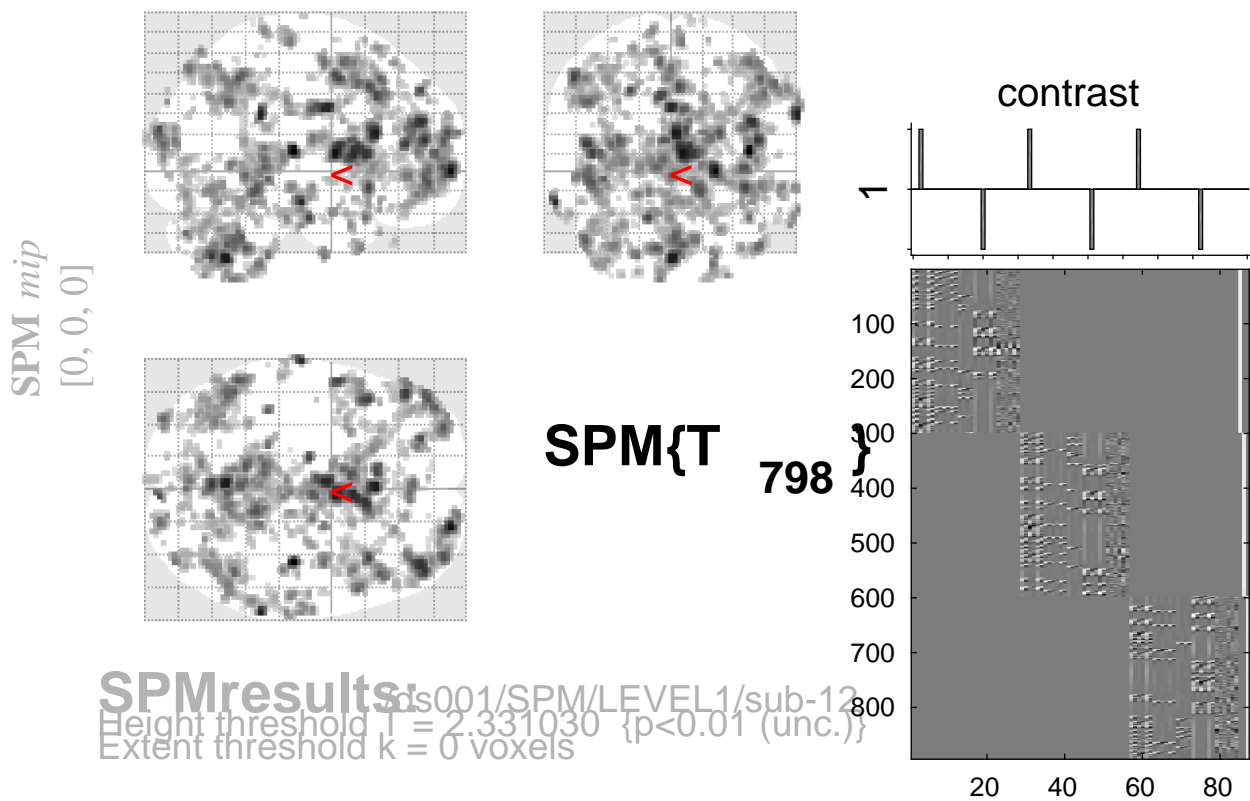 SPM mip
[0, 0, 0]
<
<
<
SPM{T798}
contrast
1
100
200
300
400
500
600
700
800
20
40
60
80
SPMresults:
/ds001/SPM/LEVEL1/sub-12
Height threshold T = 2.331030 {p<0.01 (unc.)}
Extent threshold k = 0 voxels